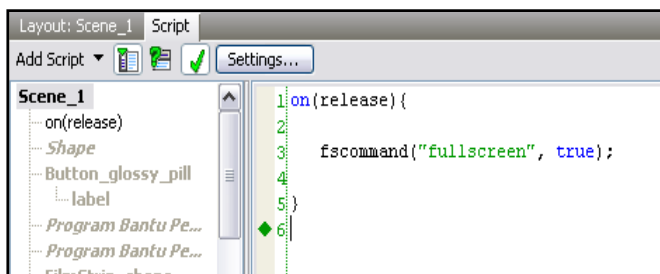 Layout: Scene_1 Script
Add Script Settings...
Scene_1
on(release)
Shape
Button_glossy_pill
label
Program Bantu Pe...
Program Bantu Pe...
1 on(release){
2
3 fscommand("fullscreen", true);
4
5 }
6